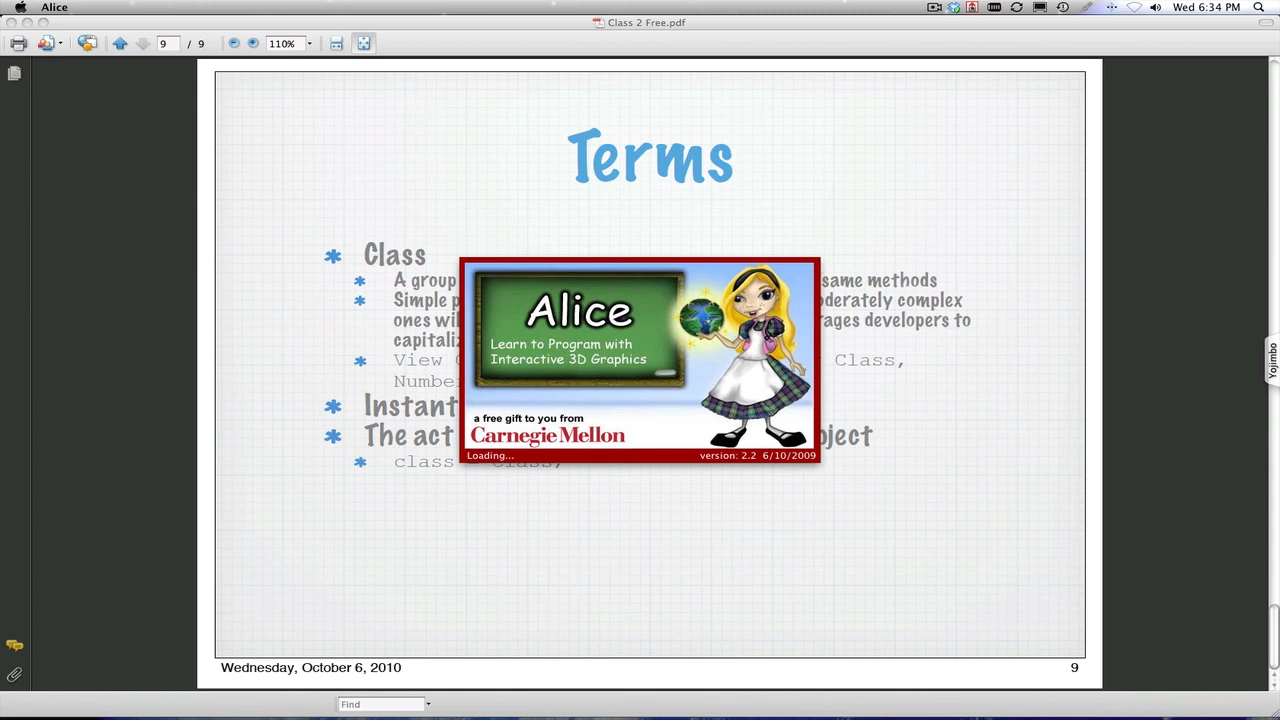 Alice
Wed 6:34 PM
Class 2 Free.pdf
9 / 9
110%
Terms
Class
A group
same methods
Simple
oderately complex
ones
rages developers to
View
Class,
Instant
The act
class
Alice
Learn to Program with
Interactive 3D Graphics
a free gift to you from
Carnegie Mellon
Loading...
version: 2.2 6/10/2009
Yojimbo
Wednesday, October 6, 2010
9
Find